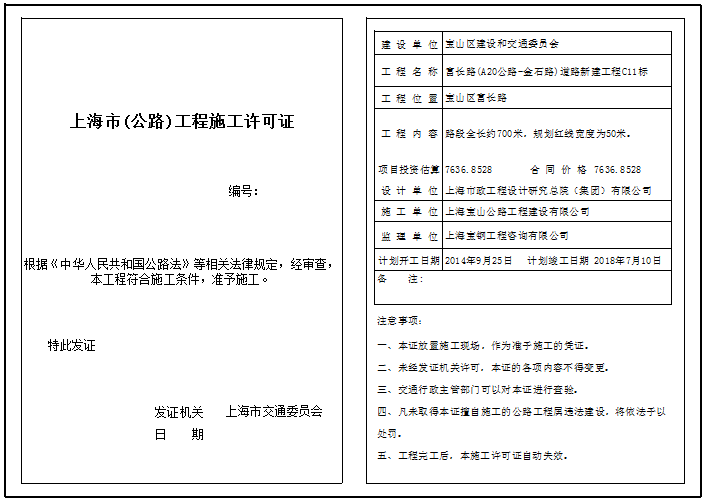 上海市(公路)工程施工许可证
编号:
根据《中华人民共和国公路法》等相关法律规定，经审查，
本工程符合施工条件，准予施工。
特此发证
发证机关 上海市交通委员会
日 期
建 设 单 位 宝山区建设和交通委员会
工 程 名 称 富长路(A20公路-金石路)道路新建工程C11标
工 程 位 置 宝山区富长路
工 程 内 容 路段全长约700米，规划红线宽度为50米。
项目投资估算 7636.8528 合 同 价 格 7636.8528
设 计 单 位 上海市政工程设计研究总院（集团）有限公司
施 工 单 位 上海宝山公路工程建设有限公司
监 理 单 位 上海宝钢工程咨询有限公司
计划开工日期 2014年9月25日 计划竣工日期 2018年7月10日
备 注:
注意事项:
一、本证放置施工现场，作为准予施工的凭证。
二、未经发证机关许可，本证的各项内容不得变更。
三、交通行政主管部门可以对本证进行查验。
四、凡未取得本证擅自施工的公路工程属违法建设，将依法予以
处罚。
五、工程完工后，本施工许可证自动失效。